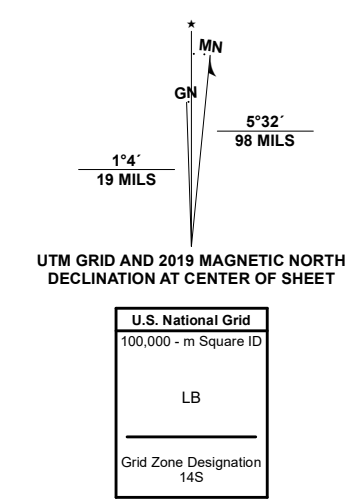 ★
MN
GN
5°32´
98 MILS
1°4´
19 MILS
UTM GRID AND 2019 MAGNETIC NORTH
DECLINATION AT CENTER OF SHEET
U.S. National Grid
100,000 - m Square ID
LB
Grid Zone Designation
14S